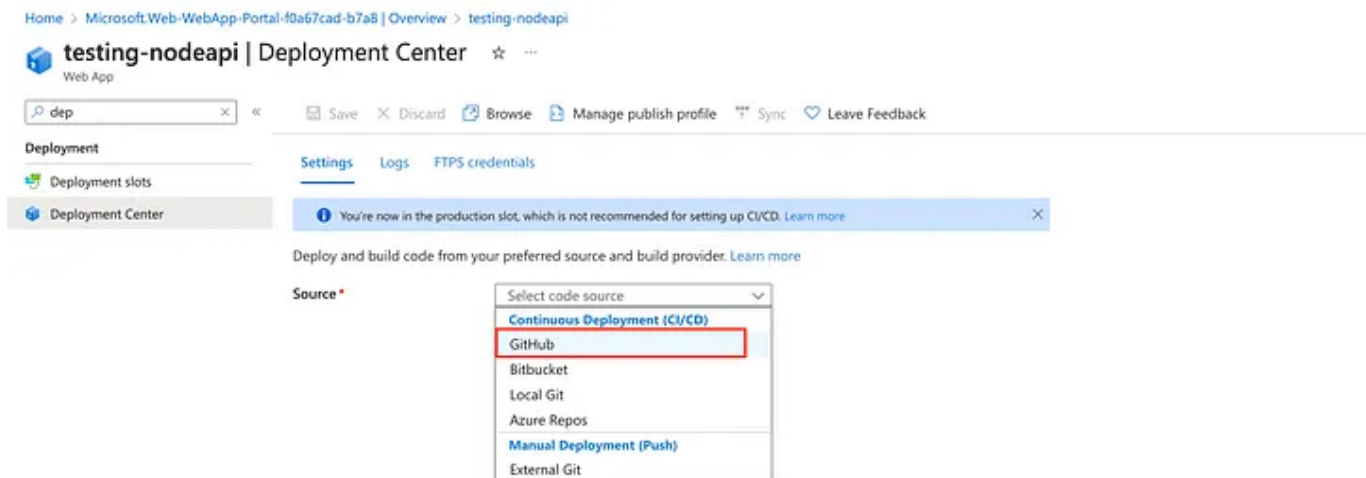 Home > Microsoft.Web-WebApp-Portal-f0a67cad-b7a8 | Overview > testing-nodeapi
testing-nodeapi | Deployment Center
Web App
dep
Save Discard Browse Manage publish profile Sync Leave Feedback
Deployment
Deployment slots
Deployment Center
Settings Logs FTPS credentials
You're now in the production slot, which is not recommended for setting up CI/CD. Learn more
Deploy and build code from your preferred source and build provider. Learn more
Source*
Select code source
Continuous Deployment (CI/CD)
GitHub
Bitbucket
Local Git
Azure Repos
Manual Deployment (Push)
External Git